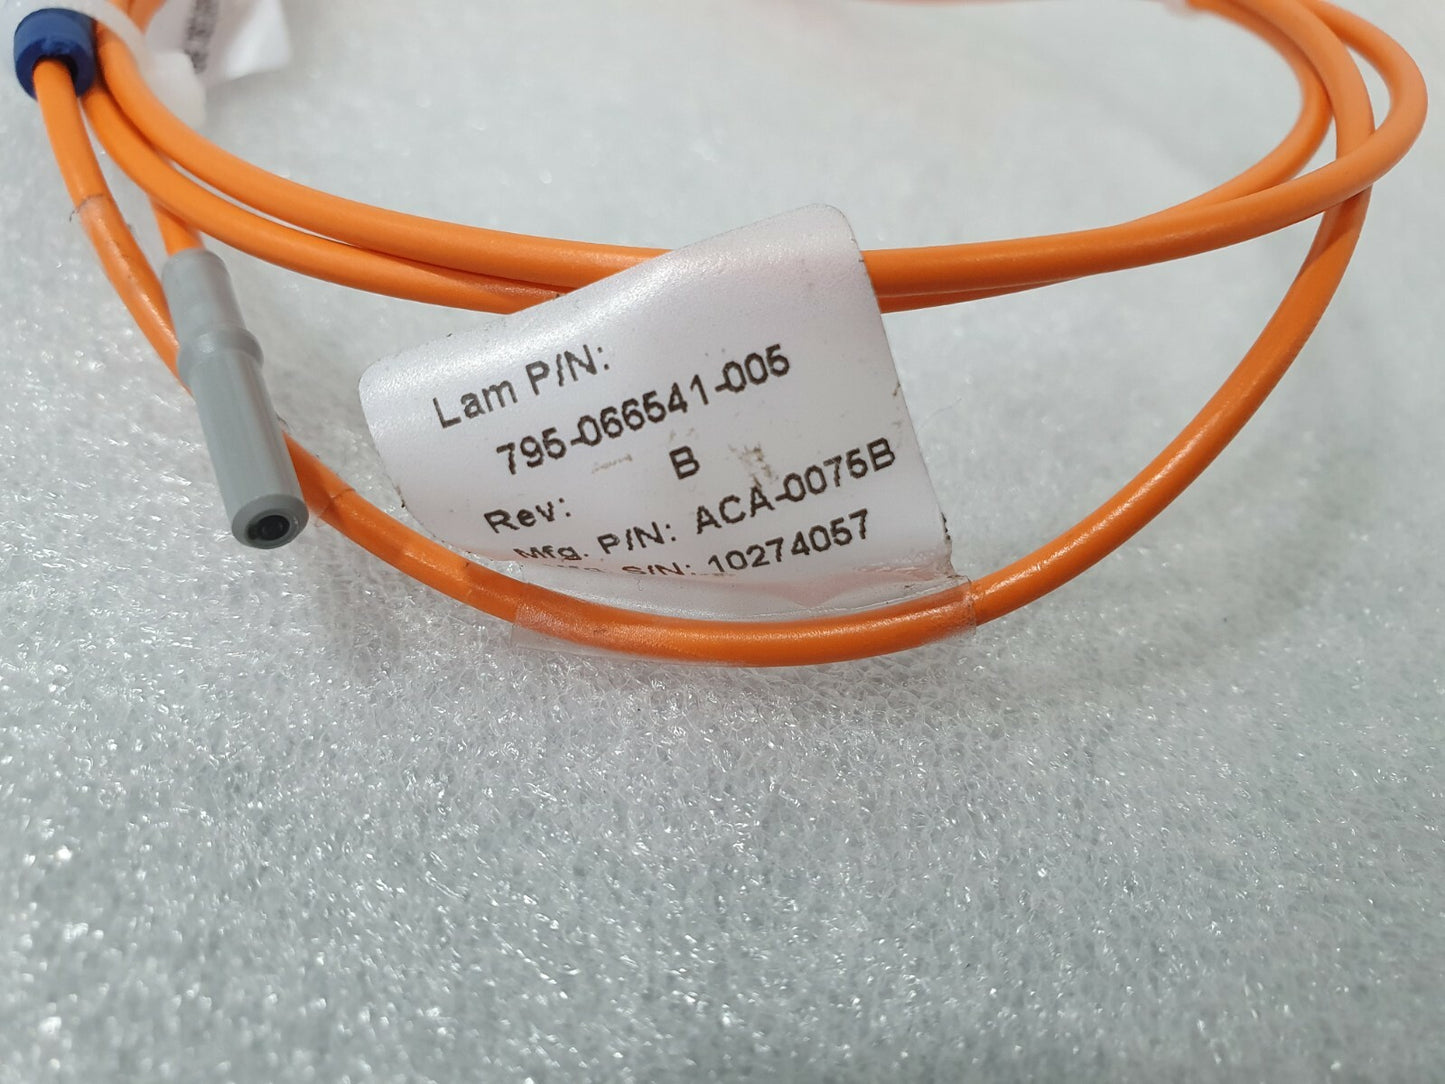 Lam P/N:
795-066541-005
Rev: B
Mfg. P/N: ACA-0075B
S/N: 10274057